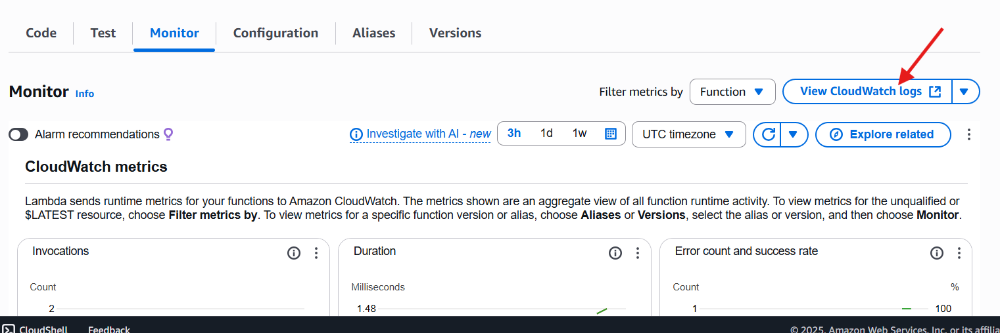 Code Test Monitor Configuration Aliases Versions
Monitor Info Filter metrics by Function View CloudWatch logs
Alarm recommendations Investigate with AI - new 3h 1d 1w UTC timezone Explore related
CloudWatch metrics
Lambda sends runtime metrics for your functions to Amazon CloudWatch. The metrics shown are an aggregate view of all function runtime activity. To view metrics for the unqualified or
$LATEST resource, choose Filter metrics by. To view metrics for a specific function version or alias, choose Aliases or Versions, select the alias or version, and then choose Monitor.
Invocations Duration Error count and success rate
Count Milliseconds Count %
2 1.48 1 100
CloudShell Feedback © 2025, Amazon Web Services, Inc. or its affilia